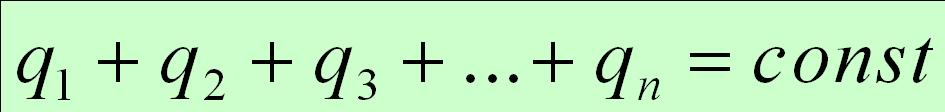 q₁ + q₂ + q₃ + ...+ qₙ = const